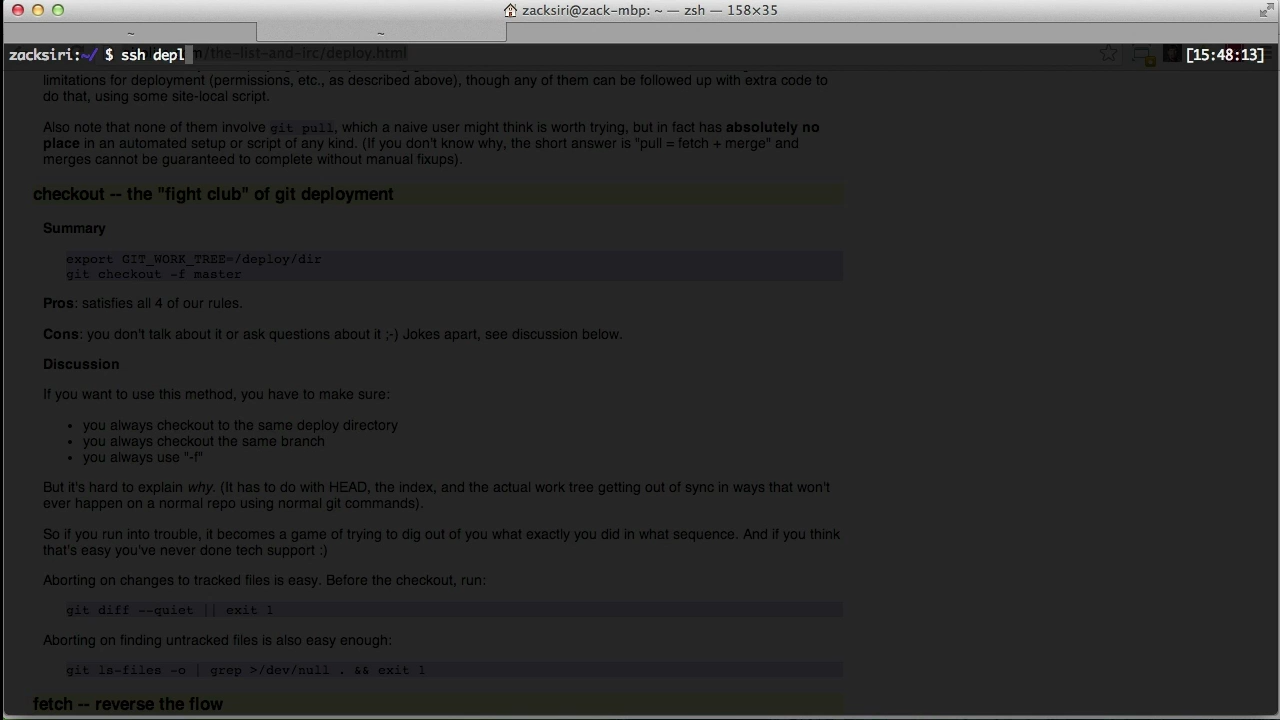 zacksiri@zack-mbp: ~ — zsh — 158×35
~ ~
zacksiri:~/ $ ssh depl [15:48:13]
/the-list-and-irc/deploy.html
limitations for deployment (permissions, etc., as described above), though any of them can be followed up with extra code to
do that, using some site-local script.
Also note that none of them involve git pull, which a naive user might think is worth trying, but in fact has absolutely no
place in an automated setup or script of any kind. (If you don't know why, the short answer is "pull = fetch + merge" and
merges cannot be guaranteed to complete without manual fixups).
checkout -- the "fight club" of git deployment
Summary
export GIT_WORK_TREE=/deploy/dir
git checkout -f master
Pros: satisfies all 4 of our rules.
Cons: you don't talk about it or ask questions about it ;-) Jokes apart, see discussion below.
Discussion
If you want to use this method, you have to make sure:
• you always checkout to the same deploy directory
• you always checkout the same branch
• you always use "-f"
But it's hard to explain why. (It has to do with HEAD, the index, and the actual work tree getting out of sync in ways that won't
ever happen on a normal repo using normal git commands).
So if you run into trouble, it becomes a game of trying to dig out of you what exactly you did in what sequence. And if you think
that's easy you've never done tech support :)
Aborting on changes to tracked files is easy. Before the checkout, run:
git diff --quiet || exit 1
Aborting on finding untracked files is also easy enough:
git ls-files -o | grep >/dev/null . && exit 1
fetch -- reverse the flow